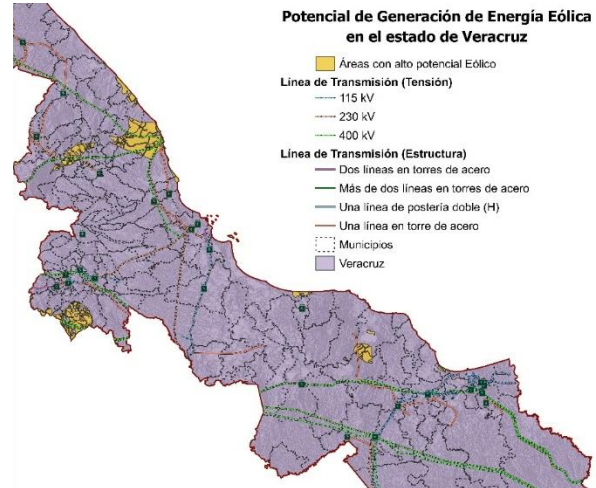 Potencial de Generación de Energía Eólica
en el estado de Veracruz
Áreas con alto potencial Eólico
Línea de Transmisión (Tensión)
115 kV
230 kV
400 kV
Línea de Transmisión (Estructura)
Dos líneas en torres de acero
Más de dos líneas en torres de acero
Una línea de postería doble (H)
Una línea en torre de acero
Municipios
Veracruz